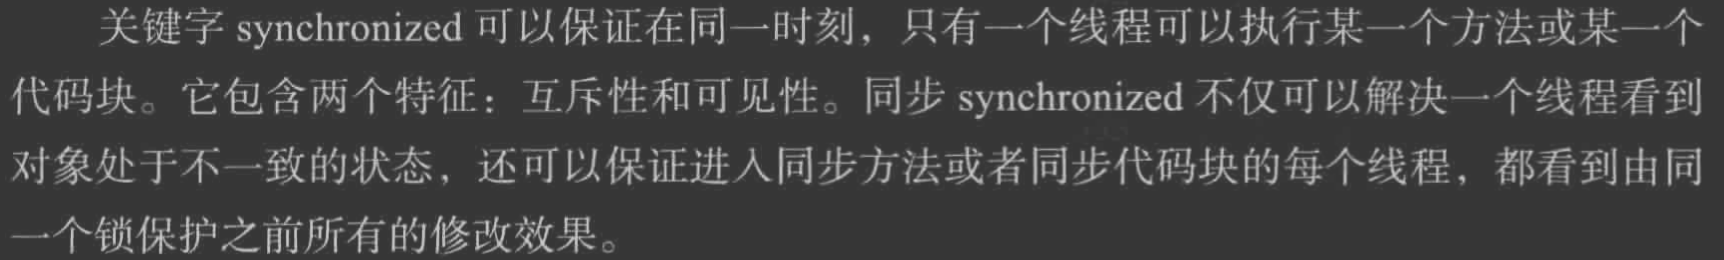 关键字 synchronized 可以保证在同一时刻，只有一个线程可以执行某一个方法或某一个
代码块。它包含两个特征：互斥性和可见性。同步 synchronized 不仅可以解决一个线程看到
对象处于不一致的状态，还可以保证进入同步方法或者同步代码块的每个线程，都看到由同
一个锁保护之前所有的修改效果。